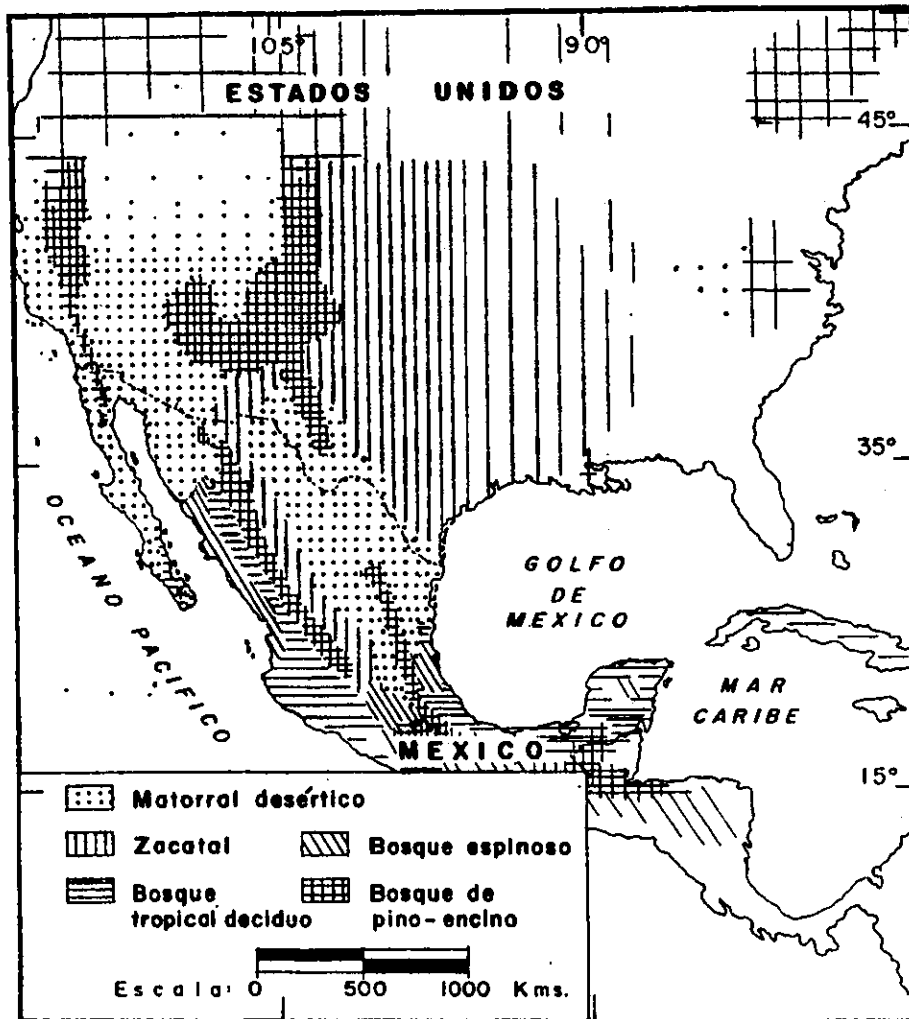 105°
90°
ESTADOS UNIDOS
45°
35°
GOLFO
DE
MEXICO
OCEANO PACIFICO
MAR
CARIBE
MEXICO
15°
Matorral desértico
Zacatal
Bosque espinoso
Bosque
tropical deciduo
Bosque de
pino-encino
Escala: 0 500 1000 Kms.